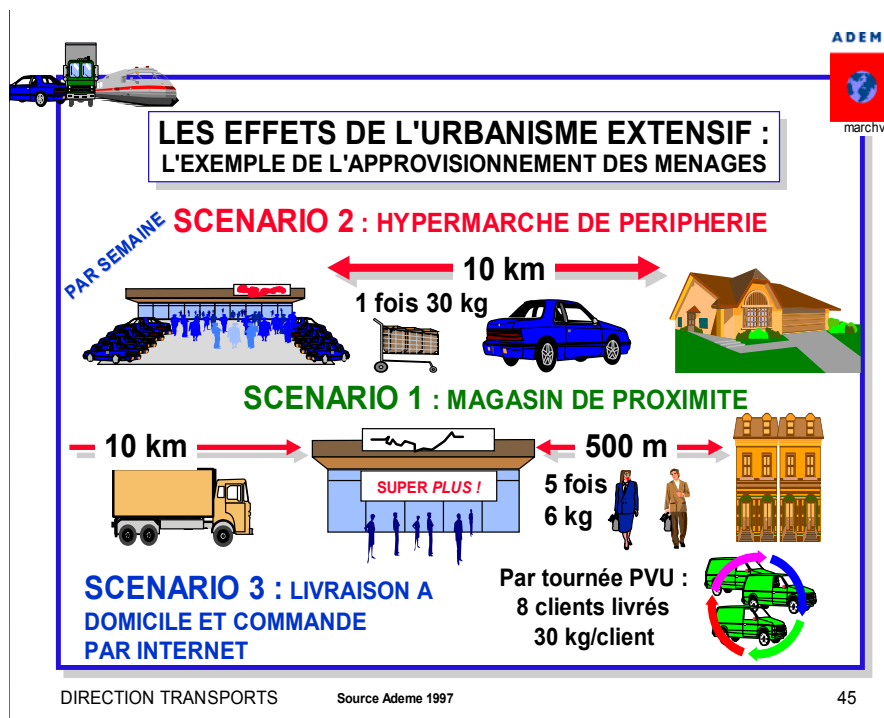 ADEM
marchv
LES EFFETS DE L'URBANISME EXTENSIF :
L'EXEMPLE DE L'APPROVISIONNEMENT DES MENAGES
PAR SEMAINE
SCENARIO 2 : HYPERMARCHE DE PERIPHERIE
10 km
1 fois 30 kg
SCENARIO 1 : MAGASIN DE PROXIMITE
10 km
500 m
SUPER PLUS !
5 fois
6 kg
SCENARIO 3 : LIVRAISON A
DOMICILE ET COMMANDE
PAR INTERNET
Par tournée PVU :
8 clients livrés
30 kg/client
DIRECTION TRANSPORTS
Source Ademe 1997
45